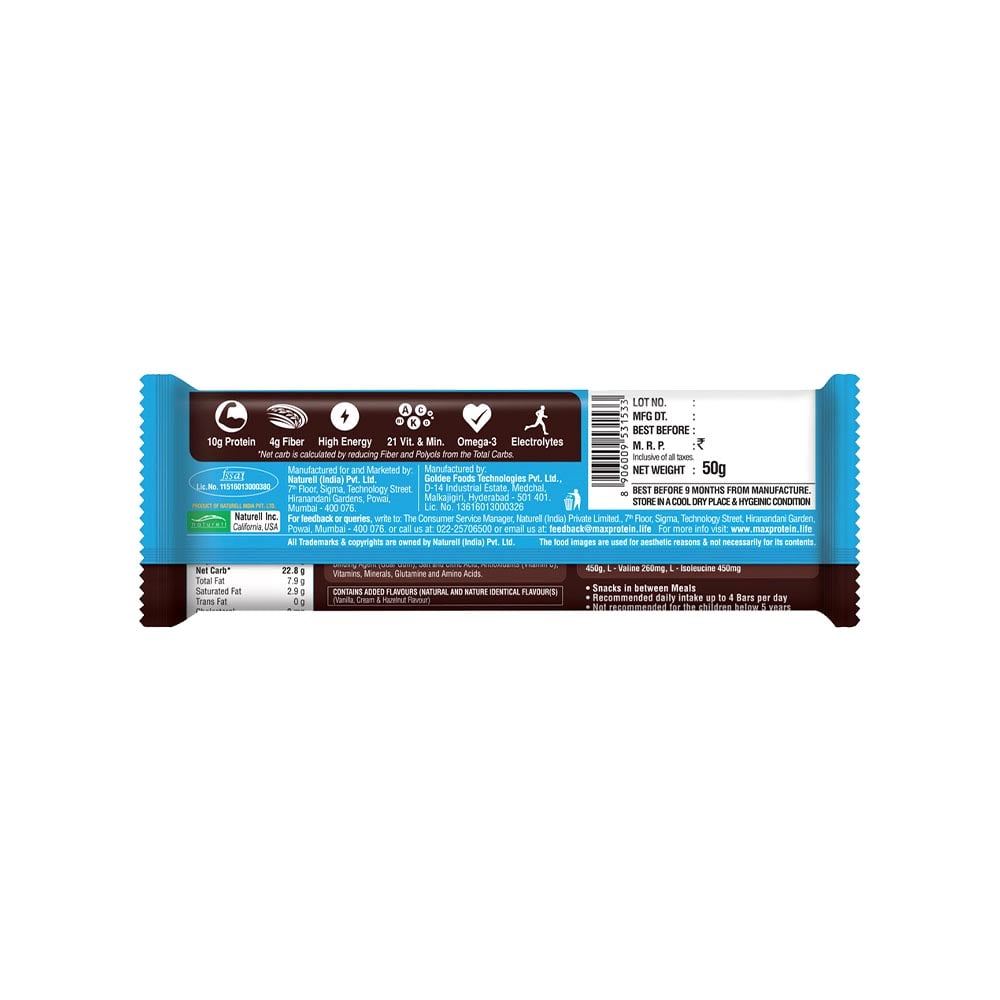 10g Protein
4g Fiber
High Energy
A C B1 K D
21 Vit. & Min.
Omega-3
Electrolytes
*Net carb is calculated by reducing Fiber and Polyols from the Total Carbs.
fssai
Lic.No. 11516013000380
PRODUCT OF NATURELL INDIA PVT. LTD.
naturell
Naturell Inc.
California, USA
Manufactured for and Marketed by:
Naturell (India) Pvt. Ltd.
7th Floor, Sigma, Technology Street
Hiranandani Gardens, Powai,
Mumbai - 400 076.
Manufactured by:
Goldee Foods Technologies Pvt. Ltd.,
D-14 Industrial Estate, Medchal,
Malkajigiri, Hyderabad - 501 401.
Lic. No. 13616013000326
For feedback or queries, write to: The Consumer Service Manager, Naturell (India) Private Limited., 7th Floor, Sigma, Technology Street, Hiranandani Garden,
Powai, Mumbai - 400 076. or call us at: 022-25706500 or email us at: feedback@maxprotein.life For more info visit: www.maxprotein.life
All Trademarks & copyrights are owned by Naturell (India) Pvt. Ltd.
The food images are used for aesthetic reasons & not necessarily for its contents.
8 906009 531533
LOT NO. :
MFG DT. :
BEST BEFORE :
M. R. P. : ₹
Inclusive of all taxes.
NET WEIGHT : 50g
BEST BEFORE 9 MONTHS FROM MANUFACTURE.
STORE IN A COOL DRY PLACE & HYGENIC CONDITION
Net Carb* 22.8 g
Total Fat 7.9 g
Saturated Fat 2.9 g
Trans Fat 0 g
Vitamins, Minerals, Glutamine and Amino Acids.
CONTAINS ADDED FLAVOURS (NATURAL AND NATURE IDENTICAL FLAVOUR(S)
(Vanilla, Cream & Hazelnut Flavour)
450g, L - Valine 260mg, L - Isoleucine 450mg
• Snacks in between Meals
• Recommended daily intake up to 4 Bars per day
• Not recommended for the children below 5 years